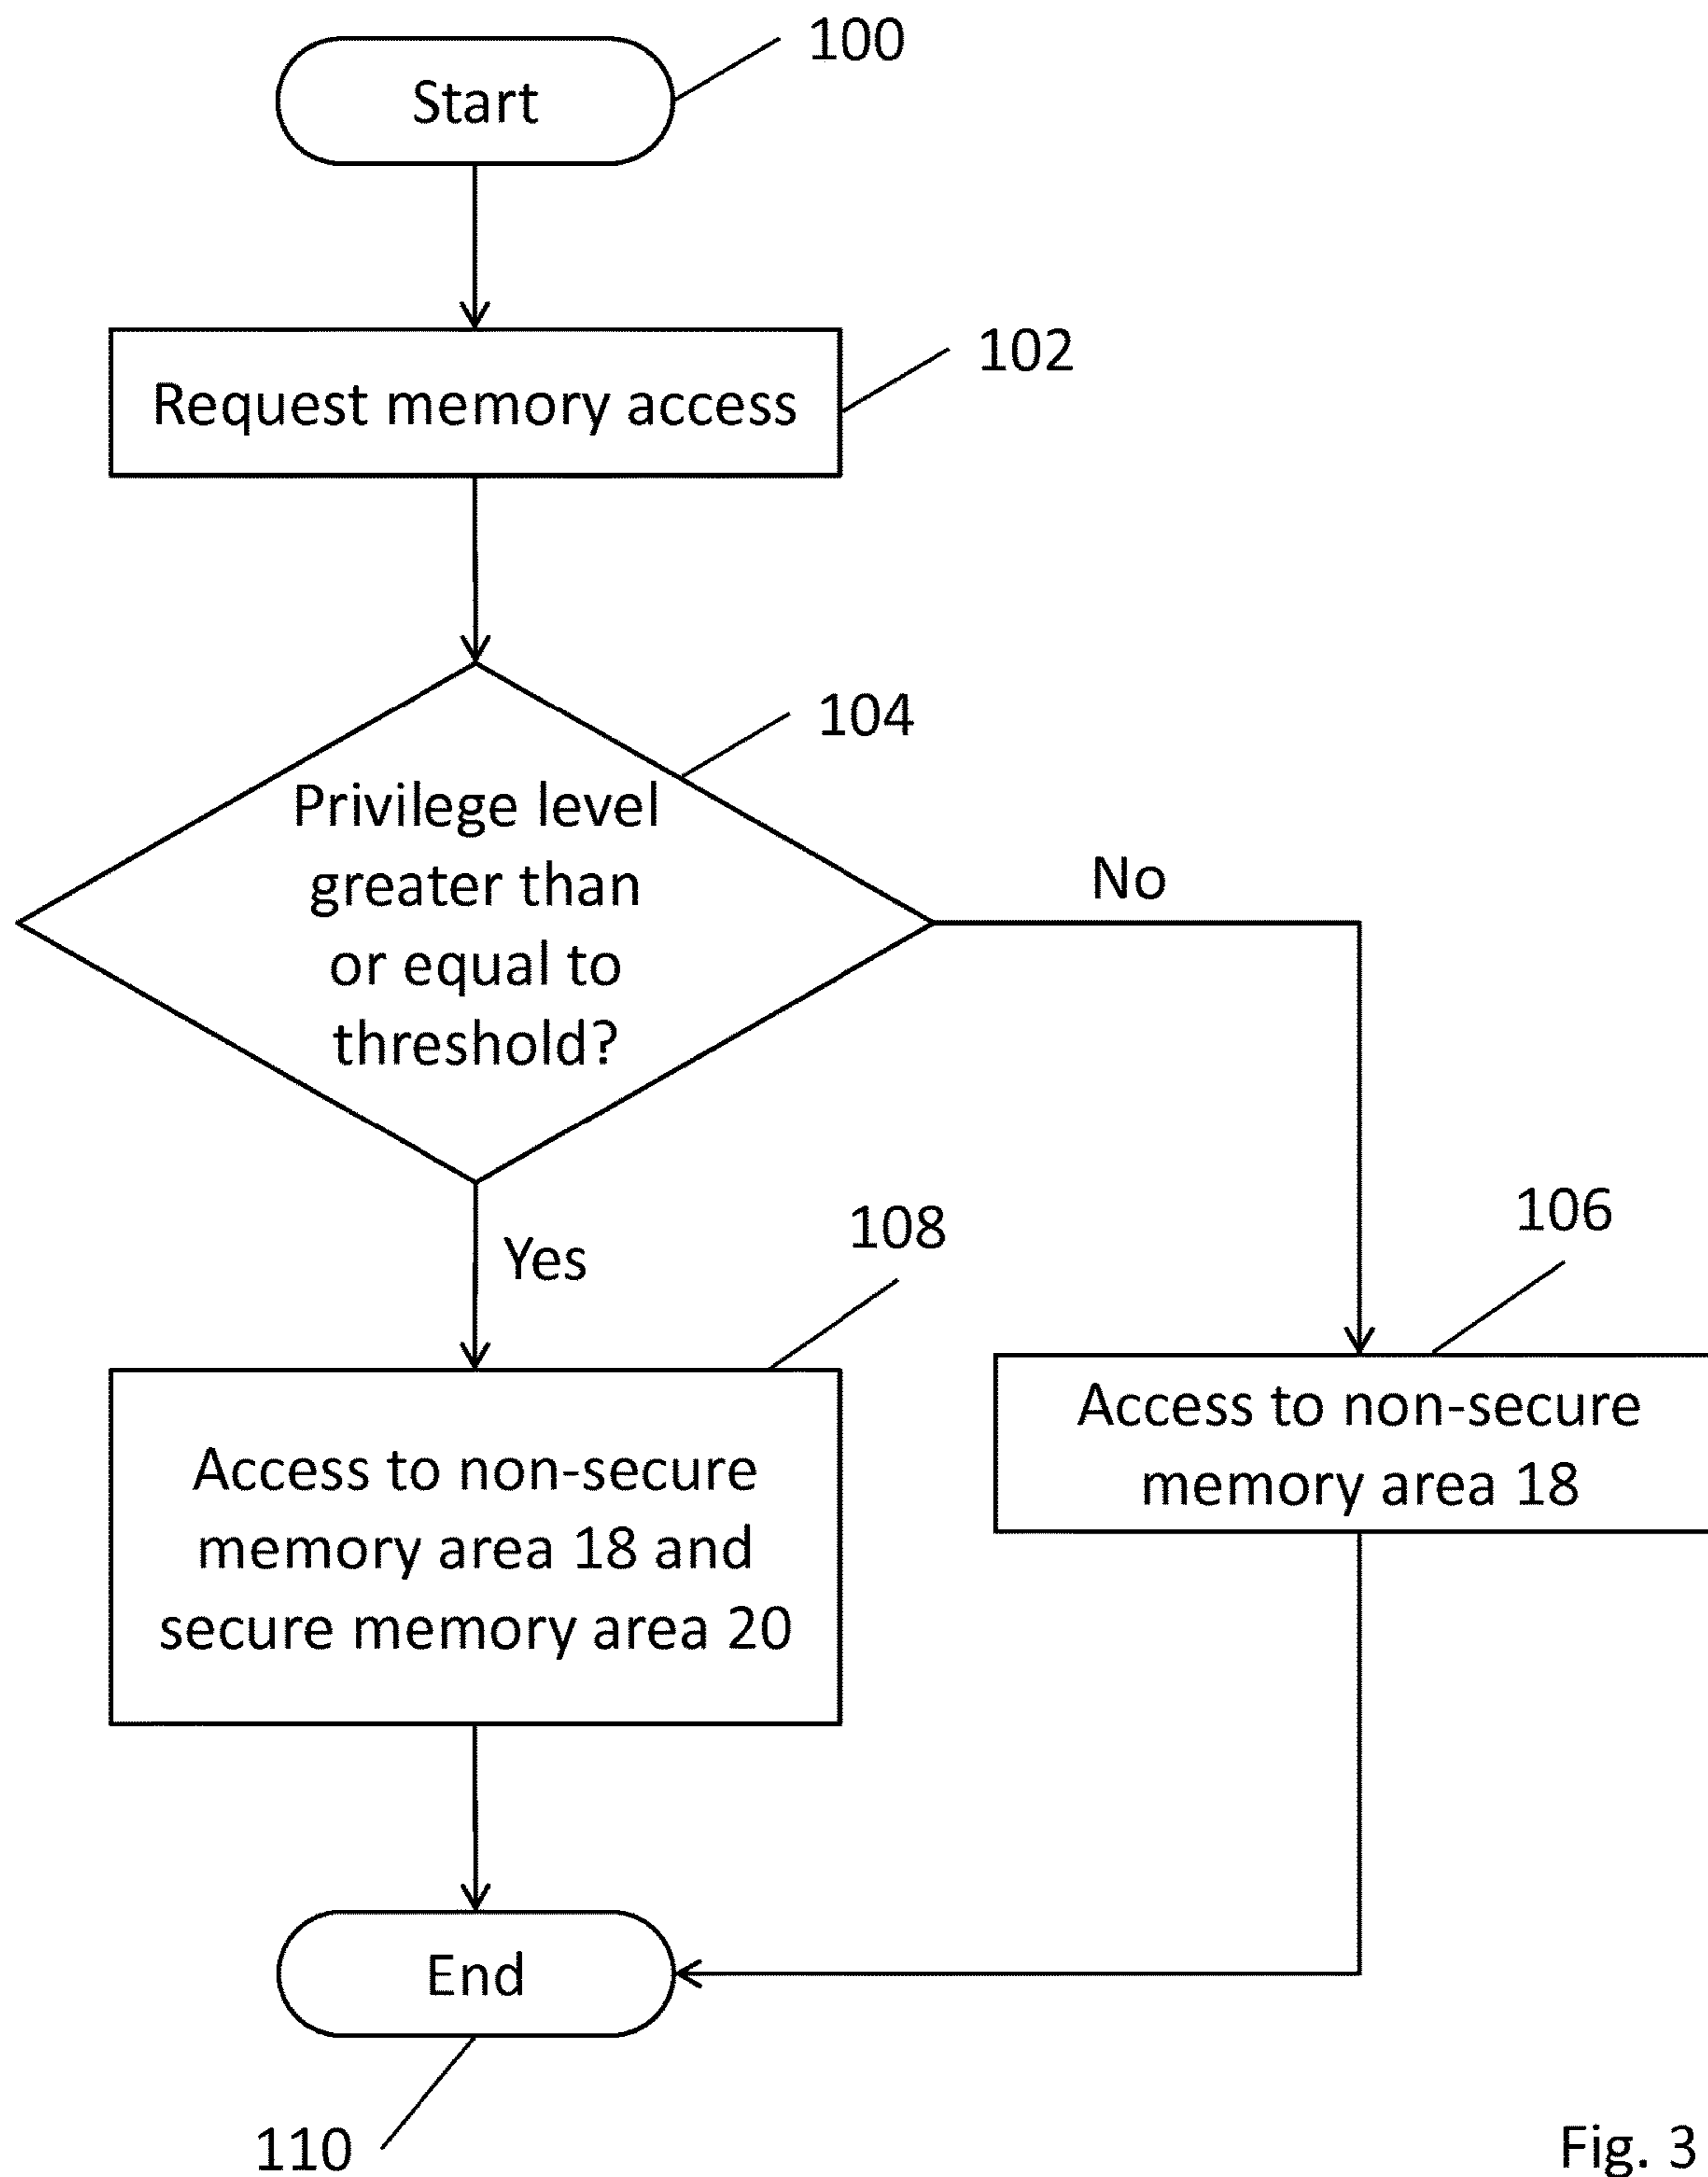 100
Start
102
Request memory access
104
Privilege level
greater than
or equal to
threshold?
No
Yes
108
106
Access to non-secure
memory area 18 and
secure memory area 20
Access to non-secure
memory area 18
End
110
Fig. 3